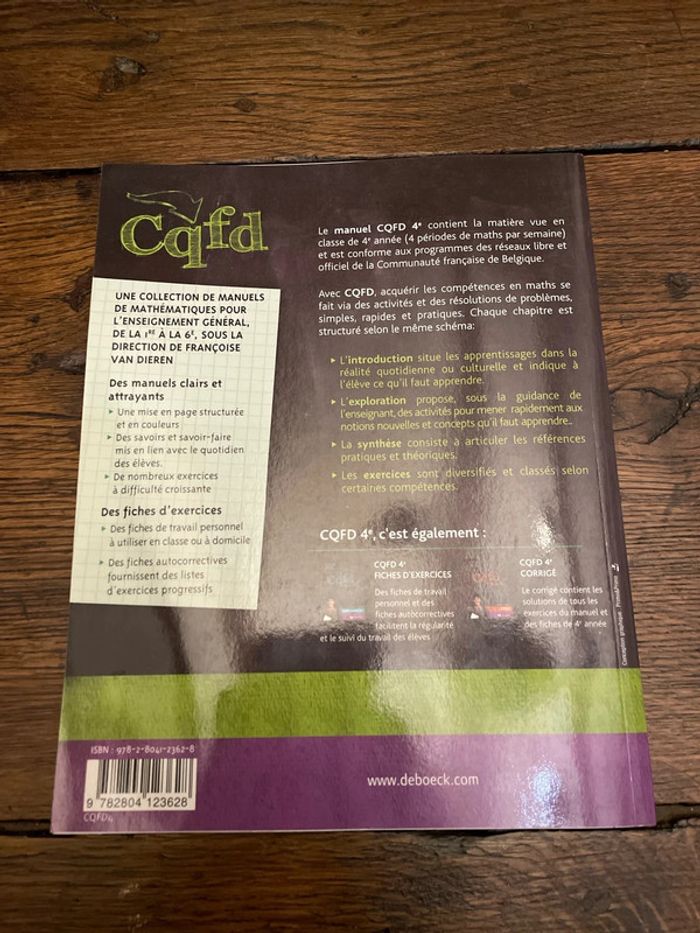 Cqfd
UNE COLLECTION DE MANUELS
DE MATHÉMATIQUES POUR
L'ENSEIGNEMENT GÉNÉRAL,
DE LA 1RE À LA 6E, SOUS LA
DIRECTION DE FRANÇOISE
VAN DIEREN
Des manuels clairs et
attrayants
▸ Une mise en page structurée
et en couleurs
▸ Des savoirs et savoir-faire
mis en lien avec le quotidien
des élèves.
▸ De nombreux exercices
à difficulté croissante
Des fiches d'exercices
▸ Des fiches de travail personnel
à utiliser en classe ou à domicile
▸ Des fiches autocorrectives
fournissent des listes
d'exercices progressifs
Le manuel CQFD 4e contient la matière vue en
classe de 4e année (4 périodes de maths par semaine)
et est conforme aux programmes des réseaux libre et
officiel de la Communauté française de Belgique.
Avec CQFD, acquérir les compétences en maths se
fait via des activités et des résolutions de problèmes,
simples, rapides et pratiques. Chaque chapitre est
structuré selon le même schéma:
▸ L'introduction situe les apprentissages dans la
réalité quotidienne ou culturelle et indique à
l'élève ce qu'il faut apprendre.
▸ L'exploration propose, sous la guidance de
l'enseignant, des activités pour mener rapidement aux
notions nouvelles et concepts qu'il faut apprendre..
▸ La synthèse consiste à articuler les références
pratiques et théoriques.
▸ Les exercices sont diversifiés et classés selon
certaines compétences.
CQFD 4e, c'est également :
CQFD 4e
FICHES D'EXERCICES
Des fiches de travail
personnel et des
fiches autocorrectives
facilitent la régularité
et le suivi du travail des élèves
CQFD 4e
CORRIGÉ
Le corrigé contient les
solutions de tous les
exercices du manuel et
des fiches de 4e année
Conception graphique : Primo&Primo
ISBN : 978-2-8041-2362-8
9 782804 123628
CQFD4
www.deboeck.com